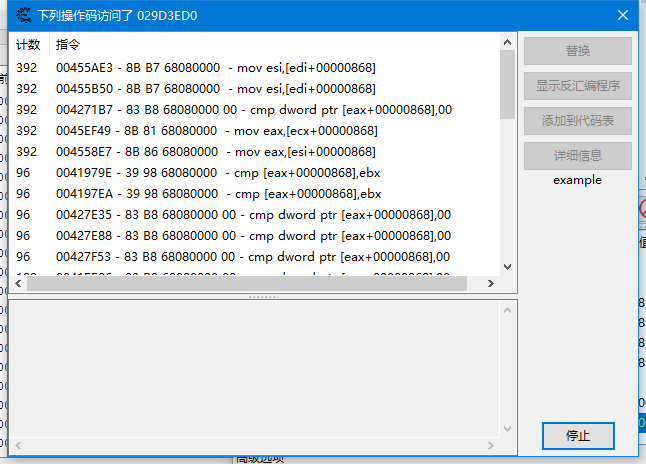 下列操作码访问了 029D3ED0
计数 指令
392 00455AE3 - 8B B7 68080000 - mov esi,[edi+00000868]
392 00455B50 - 8B B7 68080000 - mov esi,[edi+00000868]
392 004271B7 - 83 B8 68080000 00 - cmp dword ptr [eax+00000868],00
392 0045EF49 - 8B 81 68080000 - mov eax,[ecx+00000868]
392 004558E7 - 8B 86 68080000 - mov eax,[esi+00000868]
96 0041979E - 39 98 68080000 - cmp [eax+00000868],ebx
96 004197EA - 39 98 68080000 - cmp [eax+00000868],ebx
96 00427E35 - 83 B8 68080000 00 - cmp dword ptr [eax+00000868],00
96 00427E88 - 83 B8 68080000 00 - cmp dword ptr [eax+00000868],00
96 00427F53 - 83 B8 68080000 00 - cmp dword ptr [eax+00000868],00
替换
显示反汇编程序
添加到代码表
详细信息
example
停止
高级选项